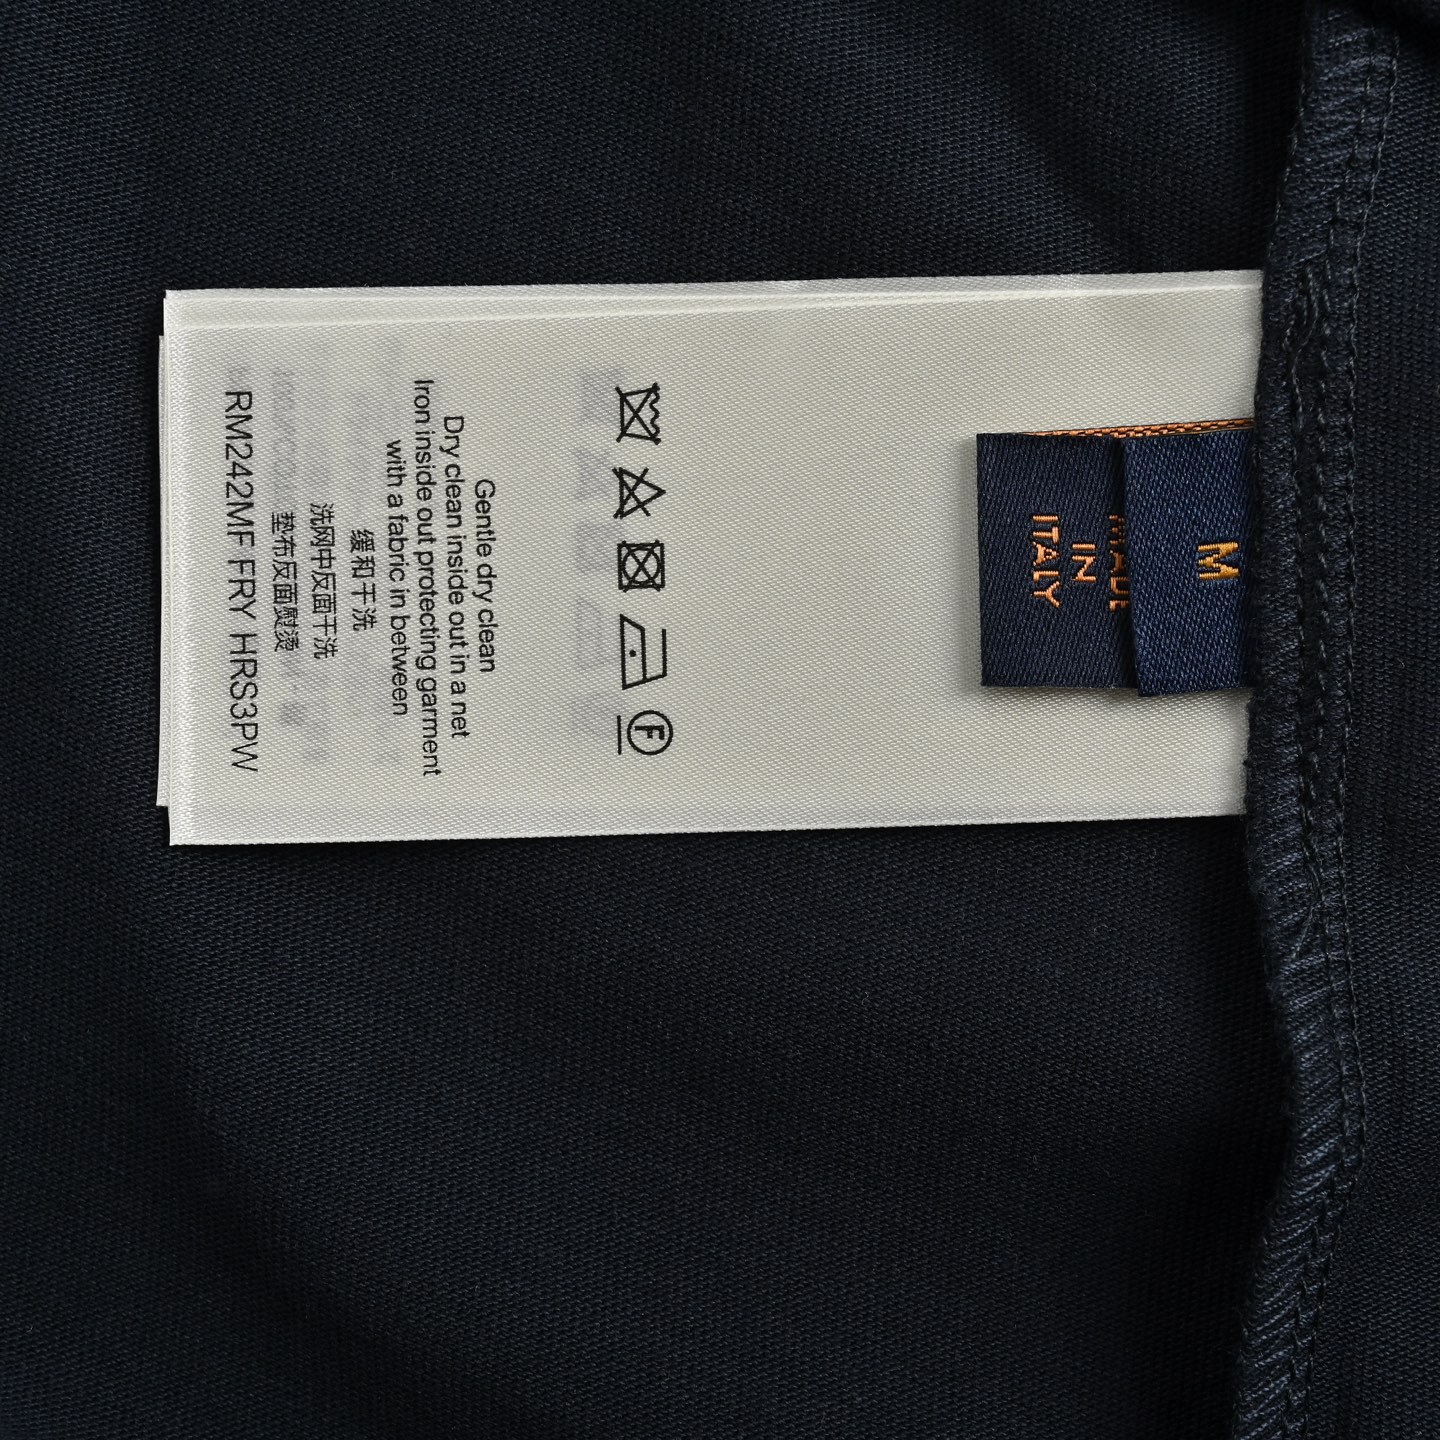 M
MADE
IN
ITALY
F
Gentle dry clean
Dry clean inside out in a net
Iron inside out protecting garment
with a fabric in between
缓和干洗
洗网中反面干洗
垫布反面熨烫
RM242MF FRY HRS3PW